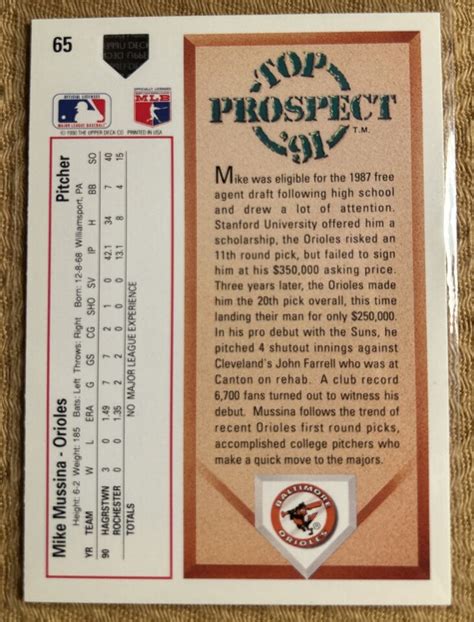 65
OFFICIAL LICENSEE
MAJOR LEAGUE BASEBALL
MLB
(c) 1990 THE UPPER DECK CO.
PRINTED IN USA
TOP
PROSPECT
'91
T.M.
Mike was eligible for the 1987 free
agent draft following high school
and drew a lot of attention.
Stanford University offered him a
scholarship, the Orioles risked an
11th round pick, but failed to sign
him at his $350,000 asking price.
Three years later, the Orioles made
him the 20th pick overall, this time
landing their man for only $250,000.
In his pro debut with the Suns, he
pitched 4 shutout innings against
Cleveland's John Farrell who was at
Canton on rehab. A club record
6,700 fans turned out to witness his
debut. Mussina follows the trend of
recent Orioles first round picks,
accomplished college pitchers who
make a quick move to the majors.
BALTIMORE
ORIOLES
®
Mike Mussina - Orioles Pitcher
Height: 6-2 Weight: 185 Bats: Left Throws: Right Born: 12-8-68 Williamsport, PA
YR TEAM W L ERA G GS CG SHO SV IP H BB SO
90 HAGRSTWN 3 0 1.49 7 7 2 1 0 42.1 34 7 40
ROCHESTER 0 0 1.35 2 2 0 0 0 13.1 8 4 15
TOTALS NO MAJOR LEAGUE EXPERIENCE